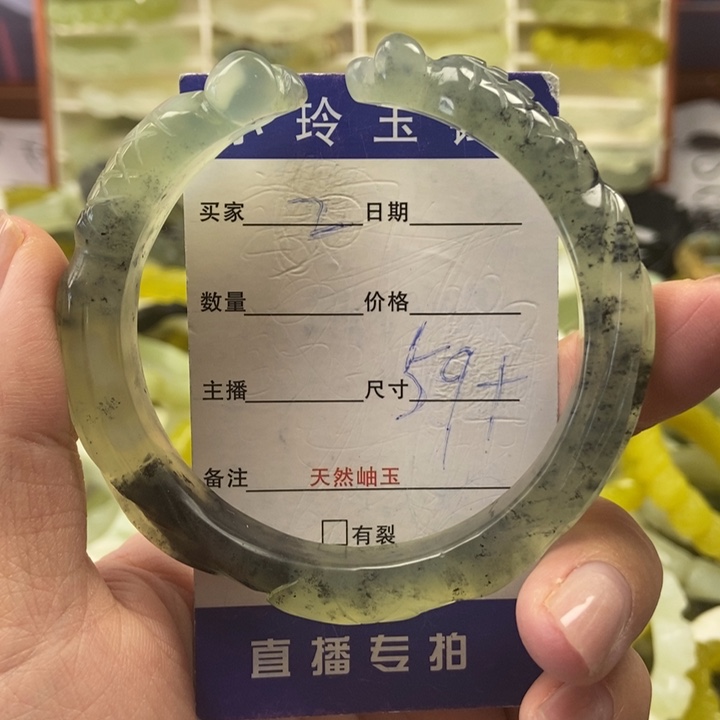 玲玉
买家 2 日期
数量 价格
主播 尺寸 59+
备注 天然岫玉
有裂
直播专拍